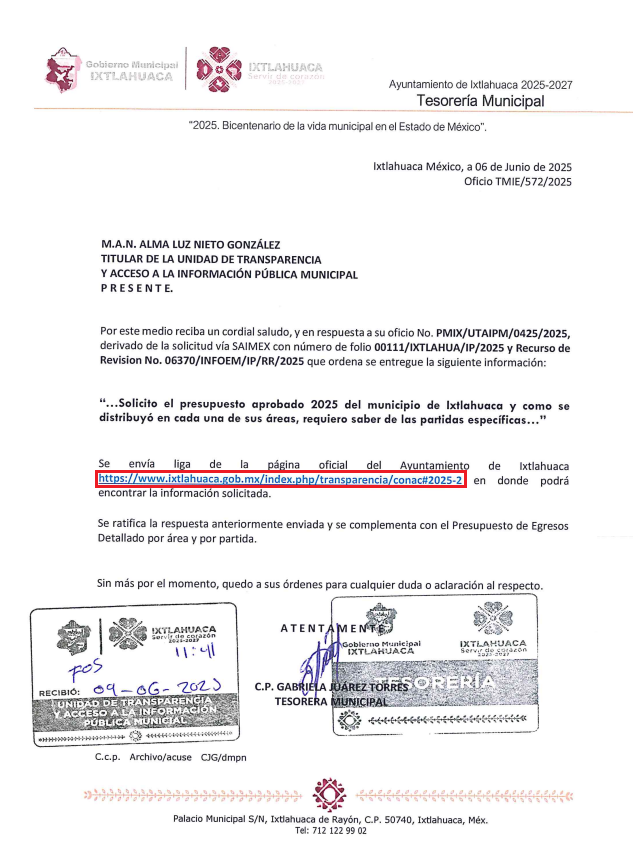 Gobierno Municipal
IXTLAHUACA
IXTLAHUACA
Servir de corazón
2025-2027
Ayuntamiento de Ixtlahuaca 2025-2027
Tesorería Municipal
"2025. Bicentenario de la vida municipal en el Estado de México".
Ixtlahuaca México, a 06 de Junio de 2025
Oficio TMIE/572/2025
M.A.N. ALMA LUZ NIETO GONZÁLEZ
TITULAR DE LA UNIDAD DE TRANSPARENCIA
Y ACCESO A LA INFORMACIÓN PÚBLICA MUNICIPAL
P R E S E N T E.
Por este medio reciba un cordial saludo, y en respuesta a su oficio No. PMIX/UTAIPM/0425/2025,
derivado de la solicitud vía SAIMEX con número de folio 00111/IXTLAHUA/IP/2025 y Recurso de
Revision No. 06370/INFOEM/IP/RR/2025 que ordena se entregue la siguiente información:
“…Solicito el presupuesto aprobado 2025 del municipio de Ixtlahuaca y como se
distribuyó en cada una de sus áreas, requiero saber de las partidas específicas…”
Se envía liga de la página oficial del Ayuntamiento de Ixtlahuaca
https://www.ixtlahuaca.gob.mx/index.php/transparencia/conac#2025-2 en donde podrá
encontrar la información solicitada.
Se ratifica la respuesta anteriormente enviada y se complementa con el Presupuesto de Egresos
Detallado por área y por partida.
Sin más por el momento, quedo a sus órdenes para cualquier duda o aclaración al respecto.
IXTLAHUACA
Servir de corazón
2025-2027
11:41
RECIBIÓ: 09-06-2025
UNIDAD DE TRANSPARENCIA
Y ACCESO A LA INFORMACIÓN
PÚBLICA MUNICIAL
A T E N T A M E N T E
Gobierno Municipal
IXTLAHUACA
IXTLAHUACA
Servir de corazón
2025-2027
TESORERÍA
C.P. GABRIELA JUÁREZ TORRES
TESORERA MUNICIPAL
C.c.p. Archivo/acuse CJG/dmpn
Palacio Municipal S/N, Ixtlahuaca de Rayón, C.P. 50740, Ixtlahuaca, Méx.
Tel: 712 122 99 02